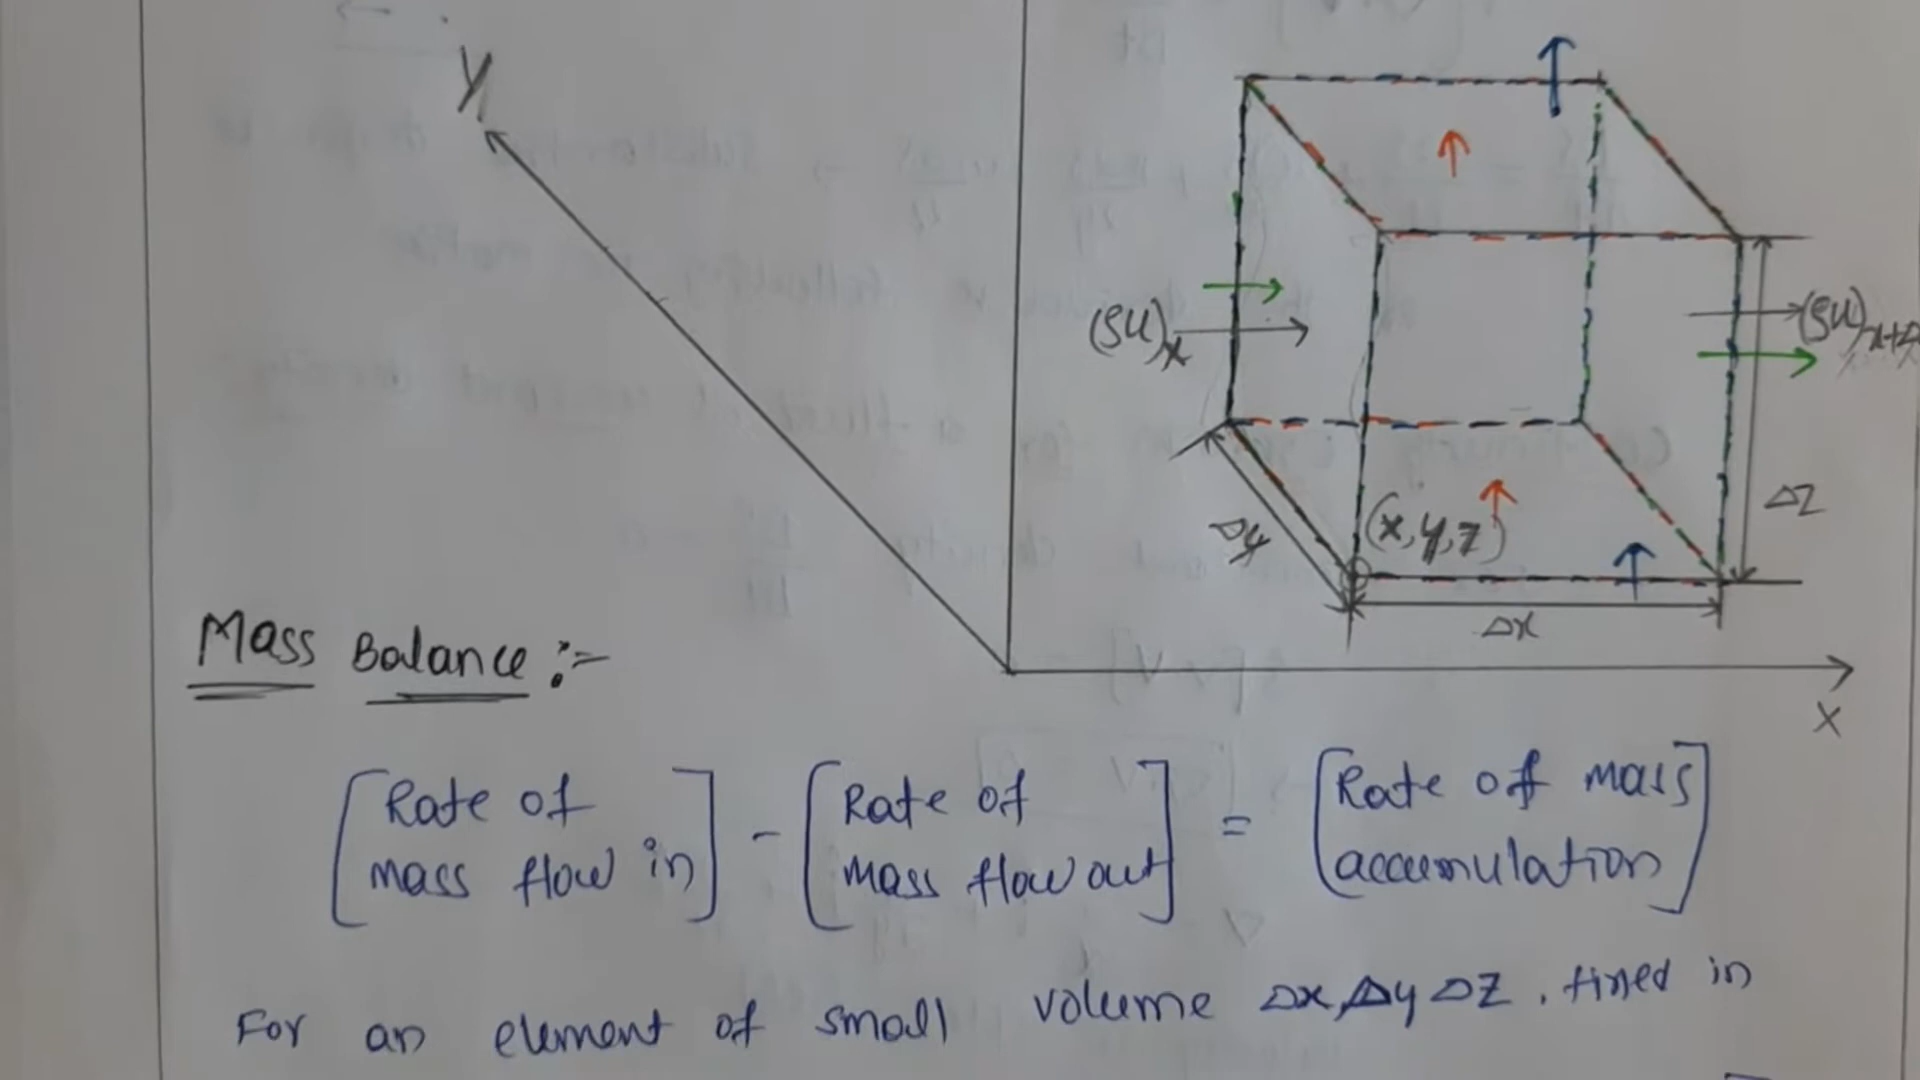 y
(ρu)x
(ρu)x+Δ
(x,y,z)
Δy
Δz
Δx
x
Mass Balance :-
[Rate of mass flow in] - [Rate of mass flow out] = [Rate of mass accumulation]
For an element of small volume Δx,Δy Δz, fixed in